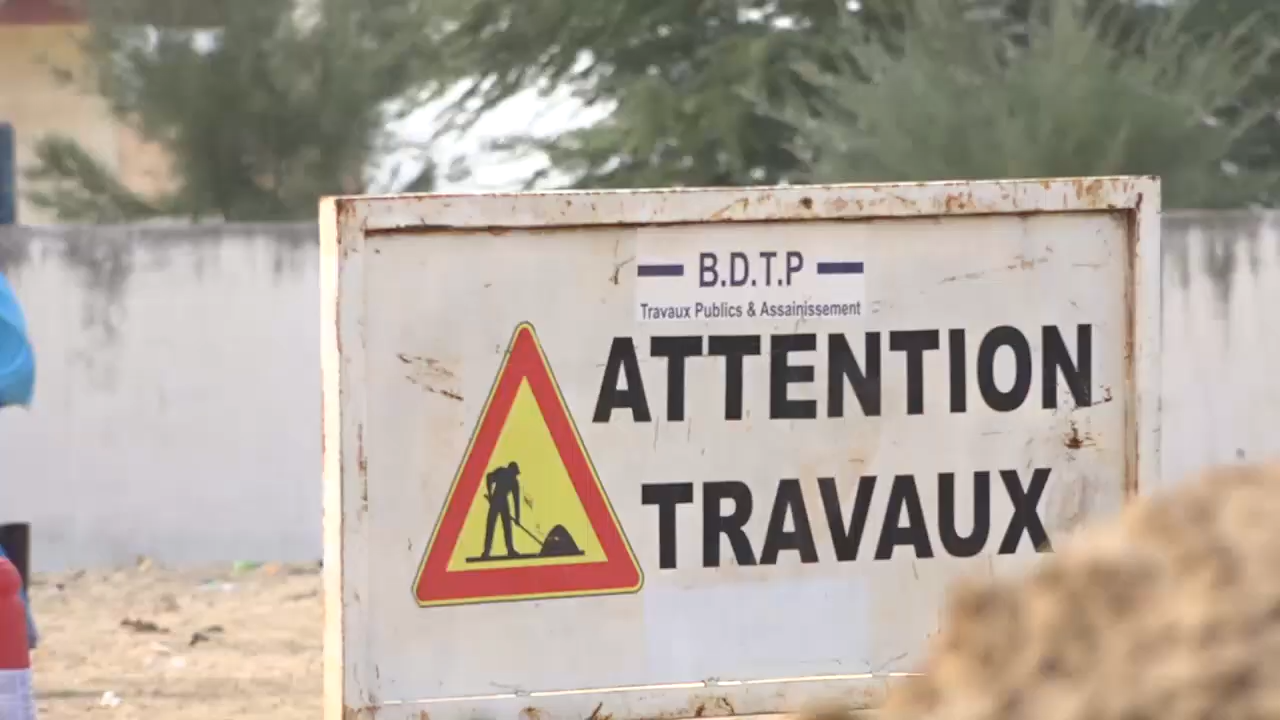 B.D.T.P
Travaux Publics & Assainissement
ATTENTION
TRAVAUX